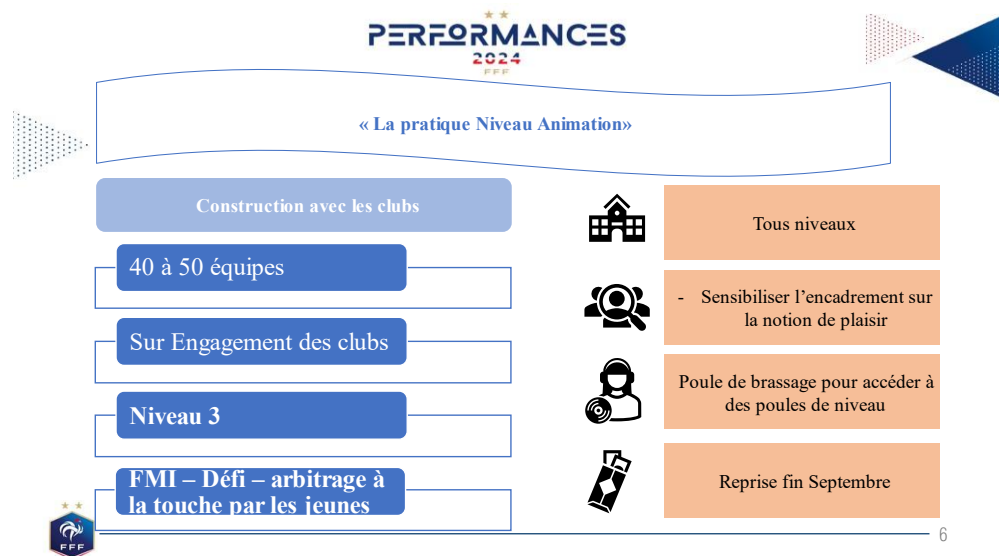 PERFORMANCES
2024
FFF
« La pratique Niveau Animation»
Construction avec les clubs
40 à 50 équipes
Sur Engagement des clubs
Niveau 3
FMI – Défi – arbitrage à
la touche par les jeunes
Tous niveaux
- Sensibiliser l’encadrement sur
la notion de plaisir
Poule de brassage pour accéder à
des poules de niveau
Reprise fin Septembre
FFF
6